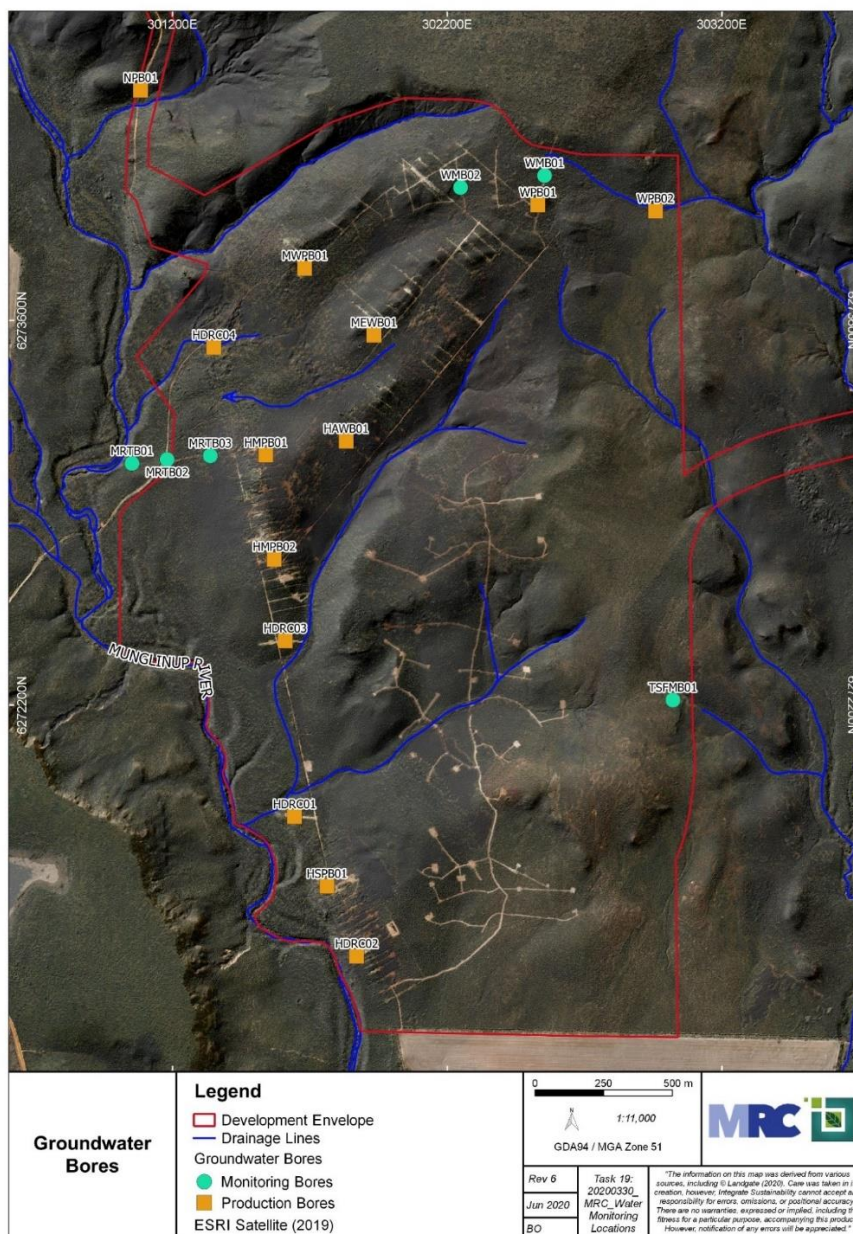 301200E
302200E
303200E
NPB01
WMB01
WMB02
WPB01
WPB02
MWPB01
6273600N
6273600N
MEWB01
HDRC04
HAWB01
MRTB01
MRTB02
MRTB03
HMPB01
HMPB02
HDRC03
MUNGLINUP RIVER
6272200N
6272200N
TSFMB01
HDRC01
HSPB01
HDRC02
Groundwater
Bores
Legend
Development Envelope
Drainage Lines
Groundwater Bores
Monitoring Bores
Production Bores
ESRI Satellite (2019)
0 250 500 m
N
1:11,000
GDA94 / MGA Zone 51
MRC
Rev 6
Jun 2020
BO
Task 19:
20200330_
MRC_Water
Monitoring
Locations
"The information on this map was derived from various
sources, including © Landgate (2020). Care was taken in i
creation, however, Integrate Sustainability cannot accept a
responsibility for errors, omissions, or positional accuracy
There are no warranties, expressed or implied, including th
fitness for a particular purpose, accompanying this produc
However, notification of any errors will be appreciated."